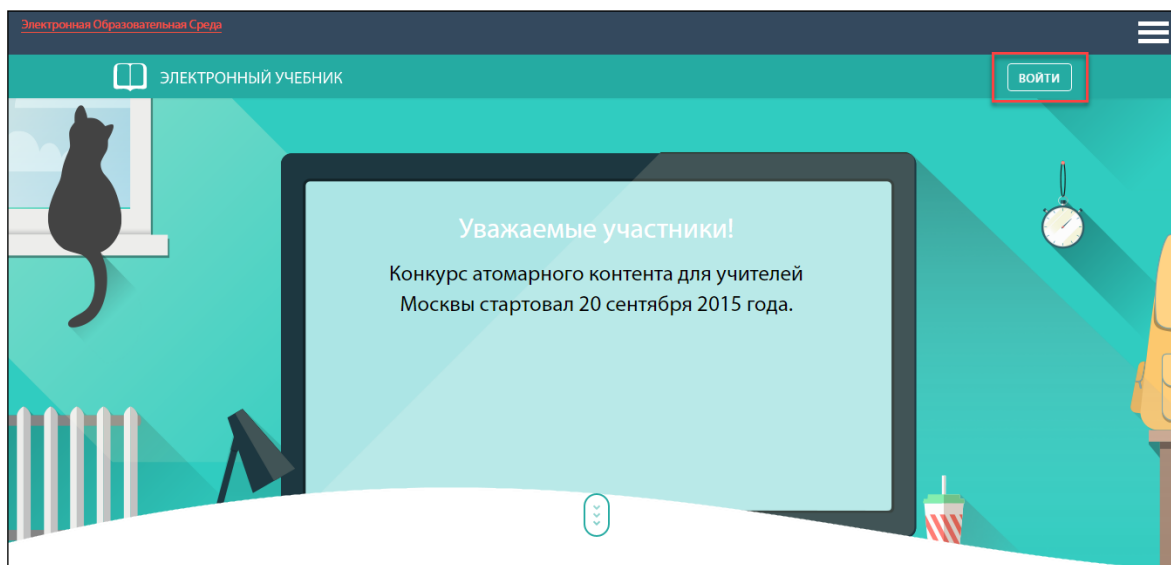 Электронная Образовательная Среда
ЭЛЕКТРОННЫЙ УЧЕБНИК
ВОЙТИ
Уважаемые участники!
Конкурс атомарного контента для учителей
Москвы стартовал 20 сентября 2015 года.